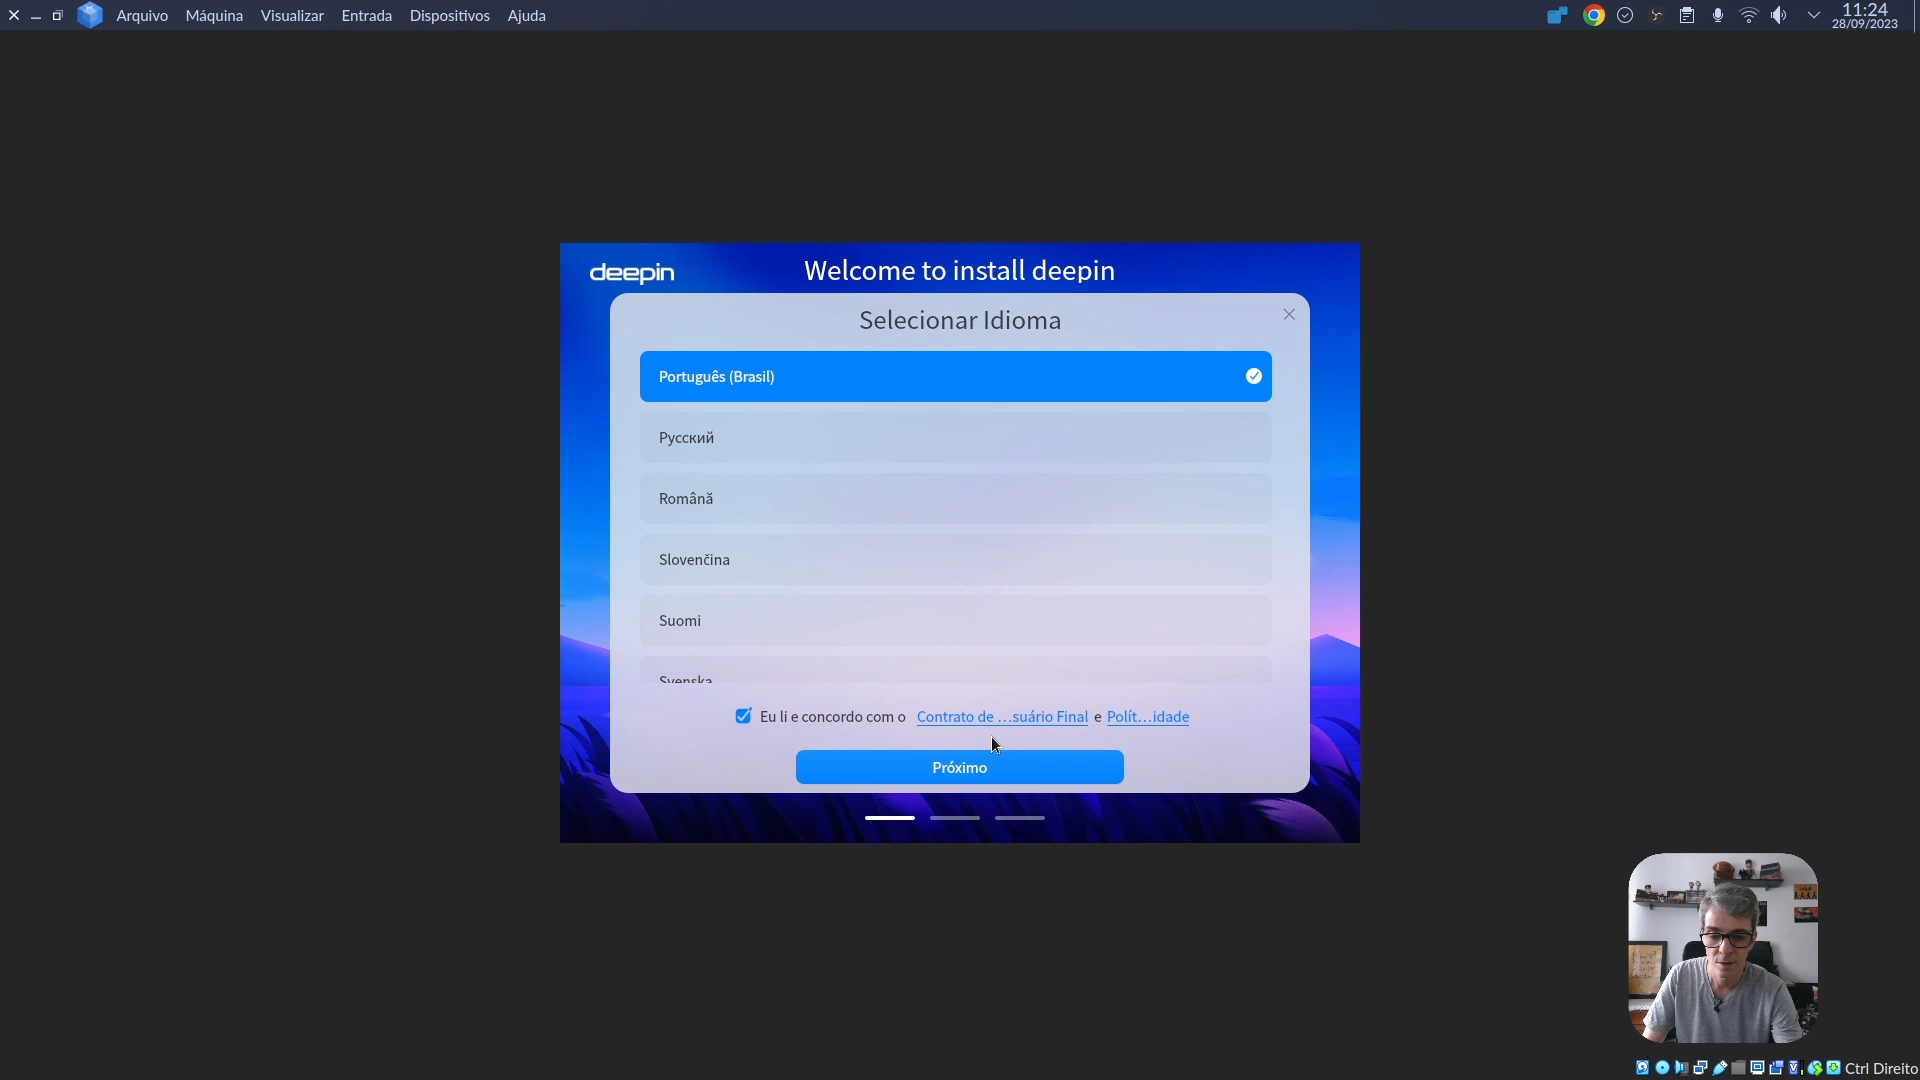 Arquivo Máquina Visualizar Entrada Dispositivos Ajuda
11:24
28/09/2023
deepin
Welcome to install deepin
Selecionar Idioma
Português (Brasil)
Русский
Română
Slovenčina
Suomi
Svenska
Eu li e concordo com o Contrato de ...suário Final e Polít...idade
Próximo
Ctrl Direito